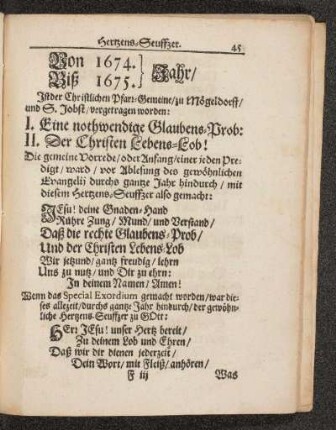 Hertzens-Seuffzer. 45
Von 1674. } Jahr/
Biß 1675.
Ist der Christlichen Pfarr-Gemeine/ zu Mögeldorff/
und S. Jobst/ vorgetragen worden:
I. Eine nothwendige Glaubens-Prob:
II. Der Christen Lebens-Lob!
Die gemeine Vorrede/ oder Anfang/ einer jeden Pre-
digt/ ward/ vor Ablesung des gewöhnlichen
Evangelij durchs gantze Jahr hindurch/ mit
diesem Hertzens-Seuffzer also gemacht:
JEsu! deine Gnaden-Hand
Rühre Zung/ Mund/ und Verstand/
Daß die rechte Glaubens-Prob/
Und der Christen Lebens-Lob
Wir jetzund/ gantz freudig/ lehrn
Uns zu nutz/ und Dir zu ehrn:
In deinem Namen/ Amen!
Wenn das Special Exordium gemacht worden/ war die-
ses allezeit/ durchs gantze Jahr hindurch/ der gewöhn-
liche Hertzens-Seuffzer zu GOtt:
HErr JEsu! unser Hertz bereit/
Zu deinem Lob und Ehren/
Daß wir dir dienen jederzeit/
Dein Wort/ mit Fleiß/ anhören/
F iij Was